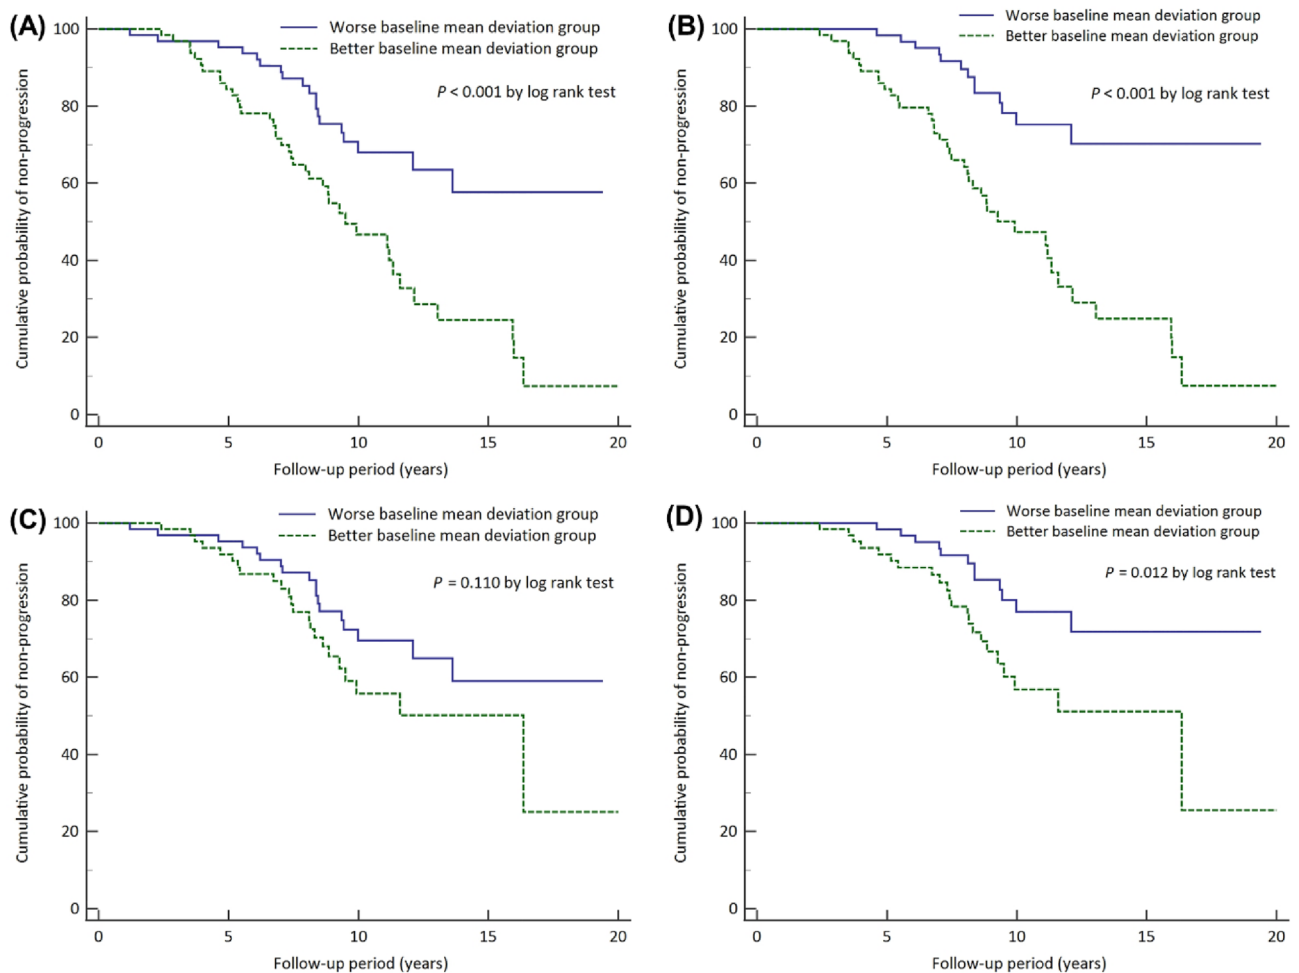 (A)
Worse baseline mean deviation group
Better baseline mean deviation group
P < 0.001 by log rank test
Cumulative probability of non-progression
100
80
60
40
20
0
0 5 10 15 20
Follow-up period (years)
(B)
Worse baseline mean deviation group
Better baseline mean deviation group
P < 0.001 by log rank test
Cumulative probability of non-progression
100
80
60
40
20
0
0 5 10 15 20
Follow-up period (years)
(C)
Worse baseline mean deviation group
Better baseline mean deviation group
P = 0.110 by log rank test
Cumulative probability of non-progression
100
80
60
40
20
0
0 5 10 15 20
Follow-up period (years)
(D)
Worse baseline mean deviation group
Better baseline mean deviation group
P = 0.012 by log rank test
Cumulative probability of non-progression
100
80
60
40
20
0
0 5 10 15 20
Follow-up period (years)